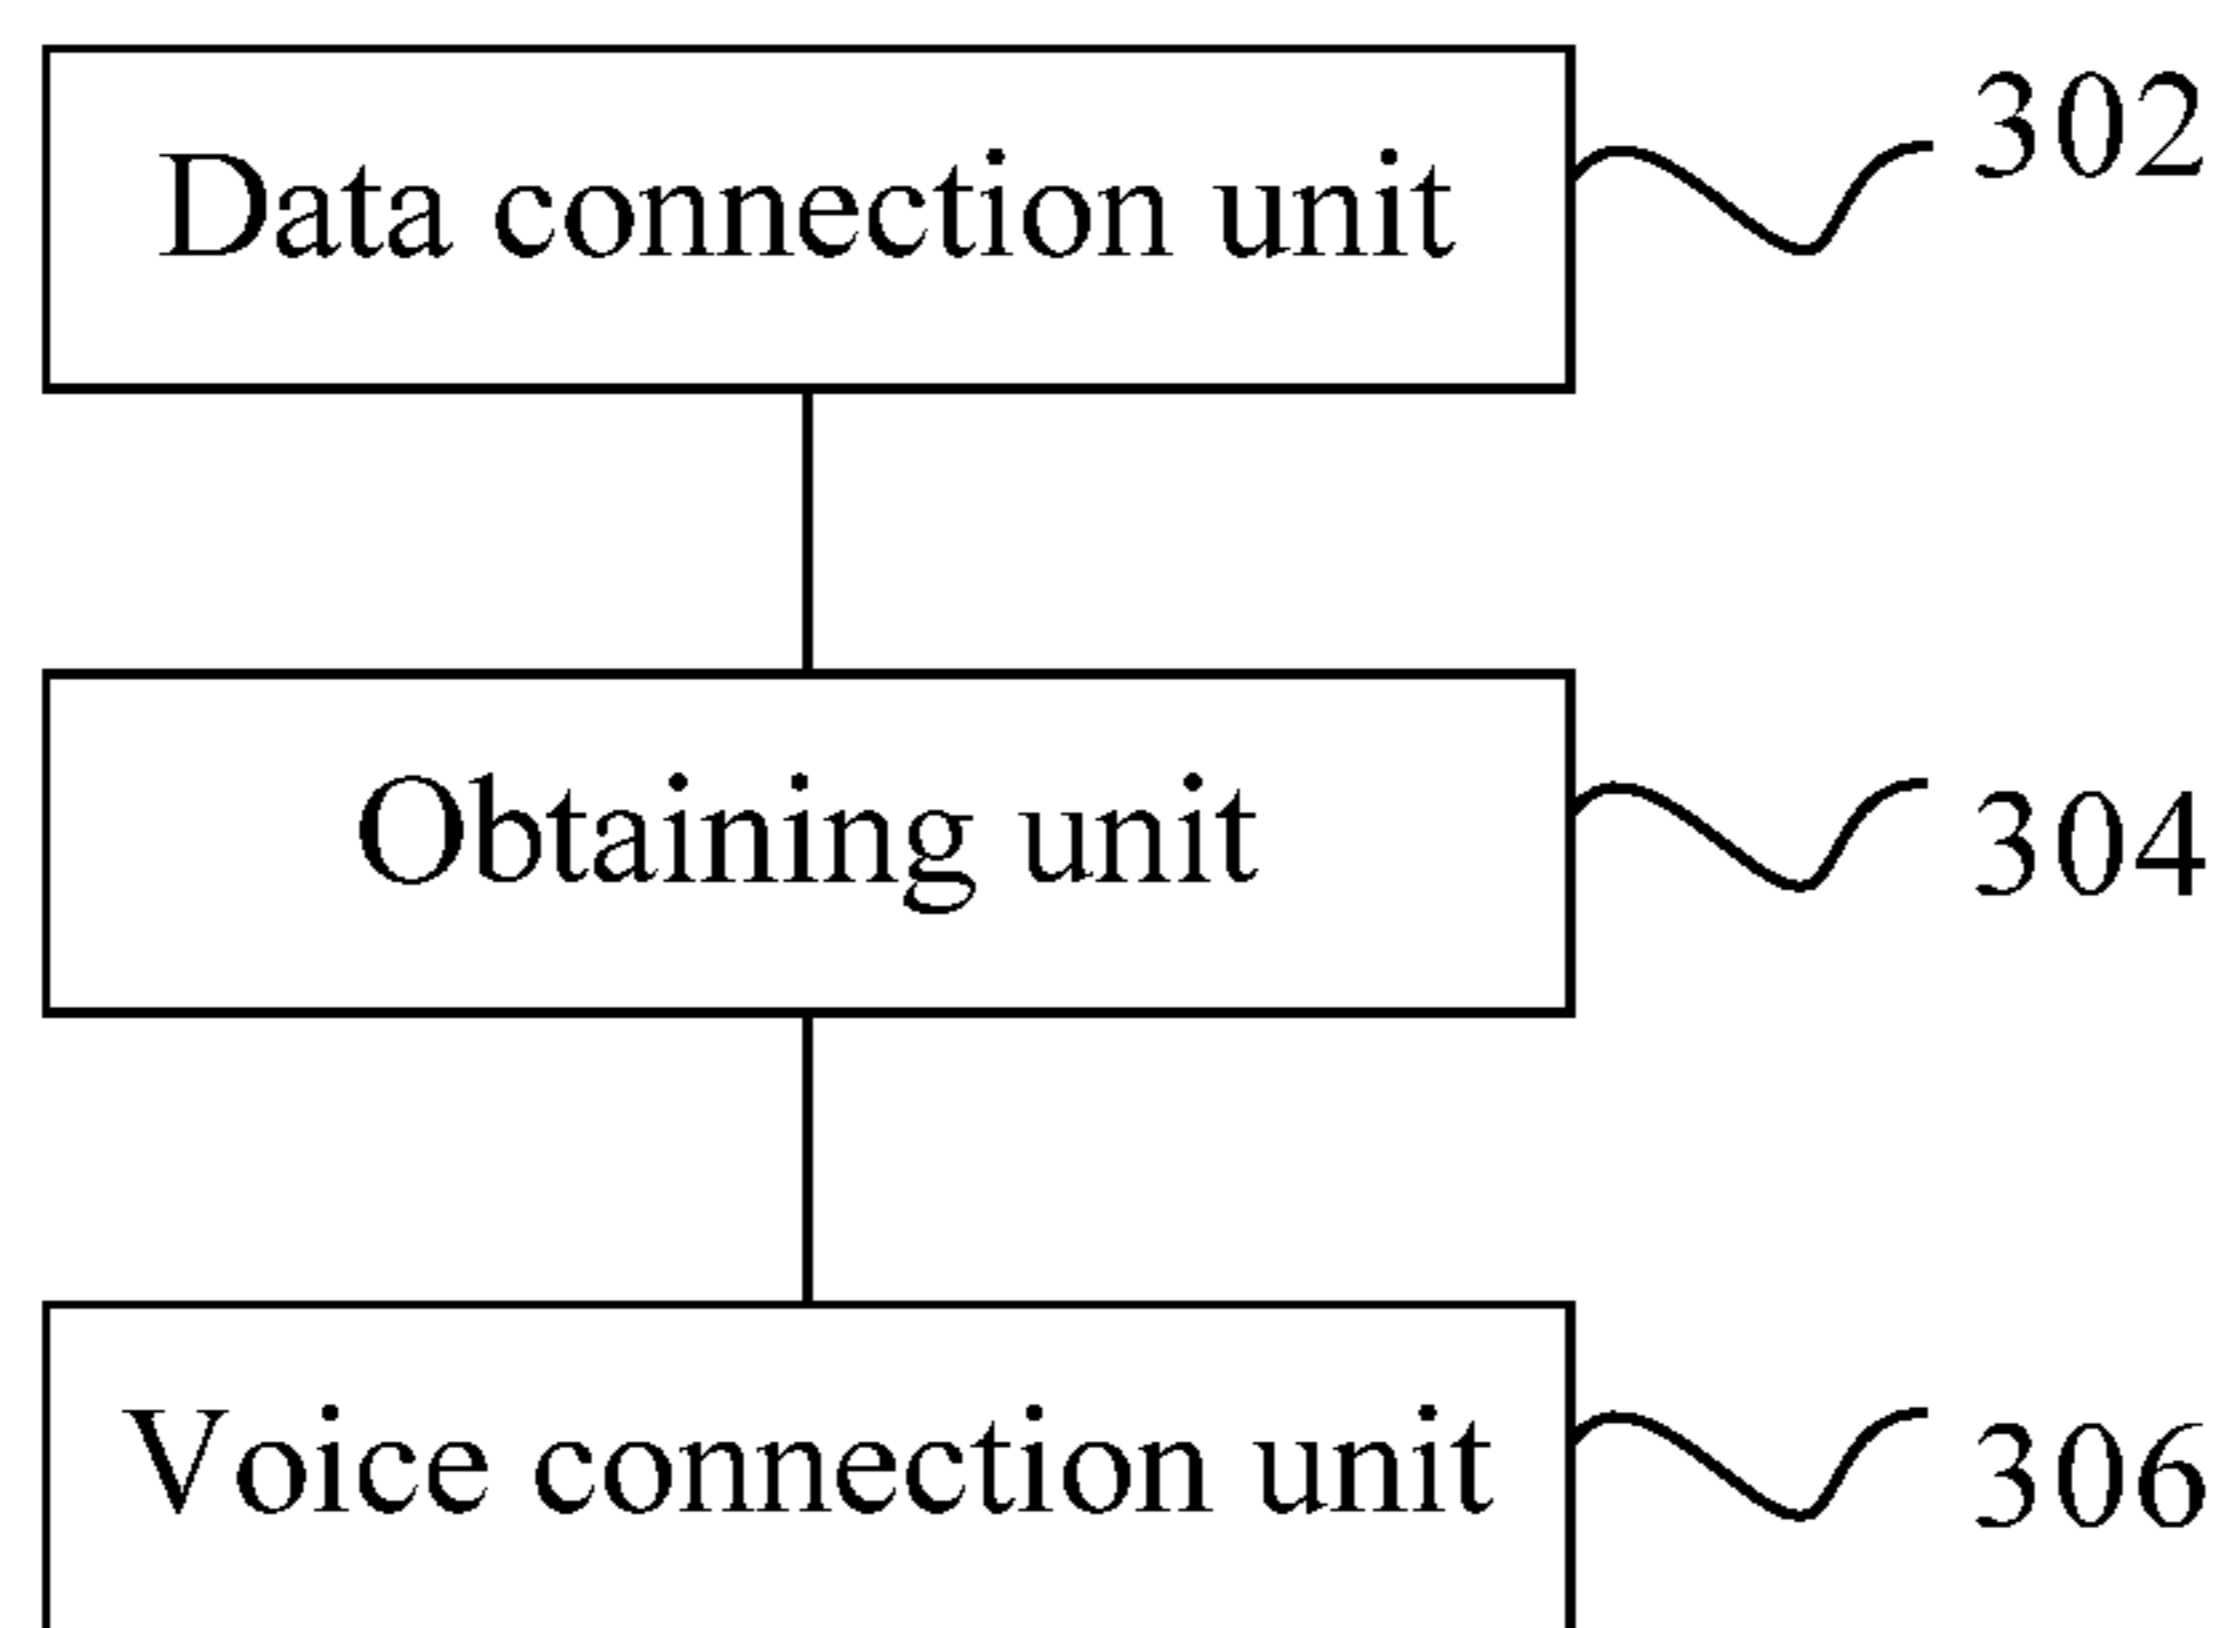 Data connection unit
302
Obtaining unit
304
Voice connection unit
306